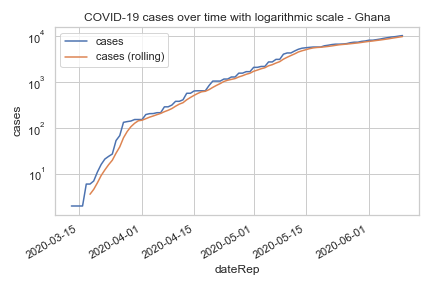 COVID-19 cases over time with logarithmic scale - Ghana
cases
cases (rolling)
10⁴
10³
10²
10¹
cases
2020-03-15
2020-04-01
2020-04-15
2020-05-01
2020-05-15
2020-06-01
dateRep